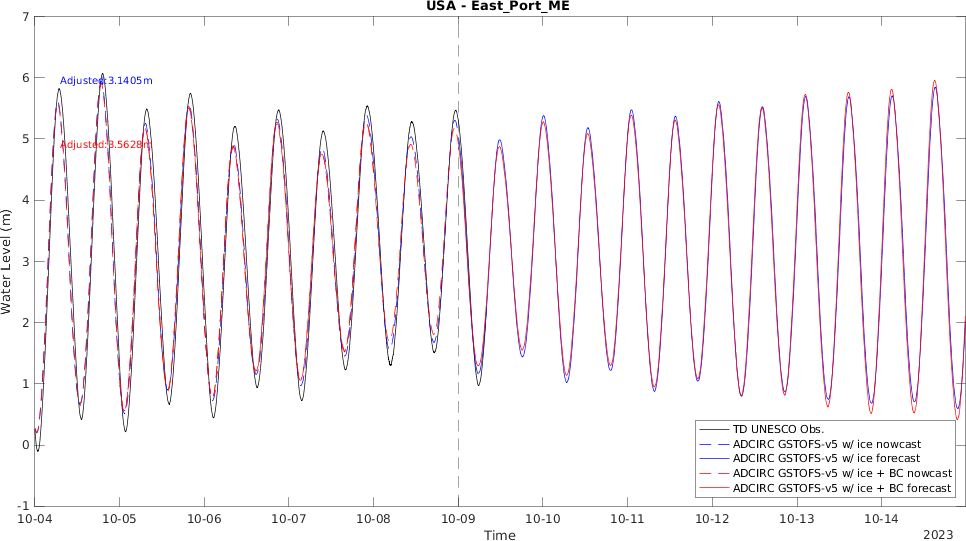 USA - East_Port_ME
7
6
5
4
3
2
1
0
-1
Water Level (m)
Adjusted:3.1405m
Adjusted:3.5628m
TD UNESCO Obs.
ADCIRC GSTOFS-v5 w/ ice nowcast
ADCIRC GSTOFS-v5 w/ ice forecast
ADCIRC GSTOFS-v5 w/ ice + BC nowcast
ADCIRC GSTOFS-v5 w/ ice + BC forecast
10-04 10-05 10-06 10-07 10-08 10-09 10-10 10-11 10-12 10-13 10-14
Time
2023